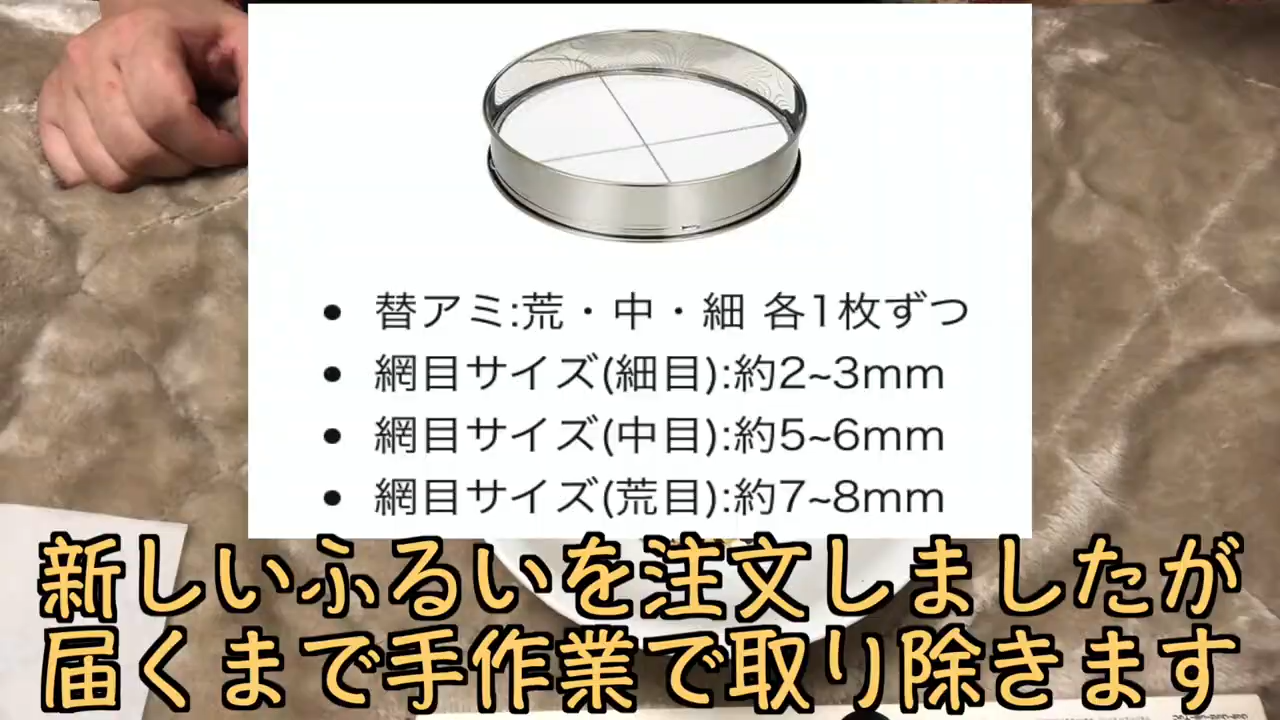 • 替アミ:荒・中・細 各1枚ずつ
• 網目サイズ(細目):約2~3mm
• 網目サイズ(中目):約5~6mm
• 網目サイズ(荒目):約7~8mm
新しいふるいを注文しましたが
届くまで手作業で取り除きます